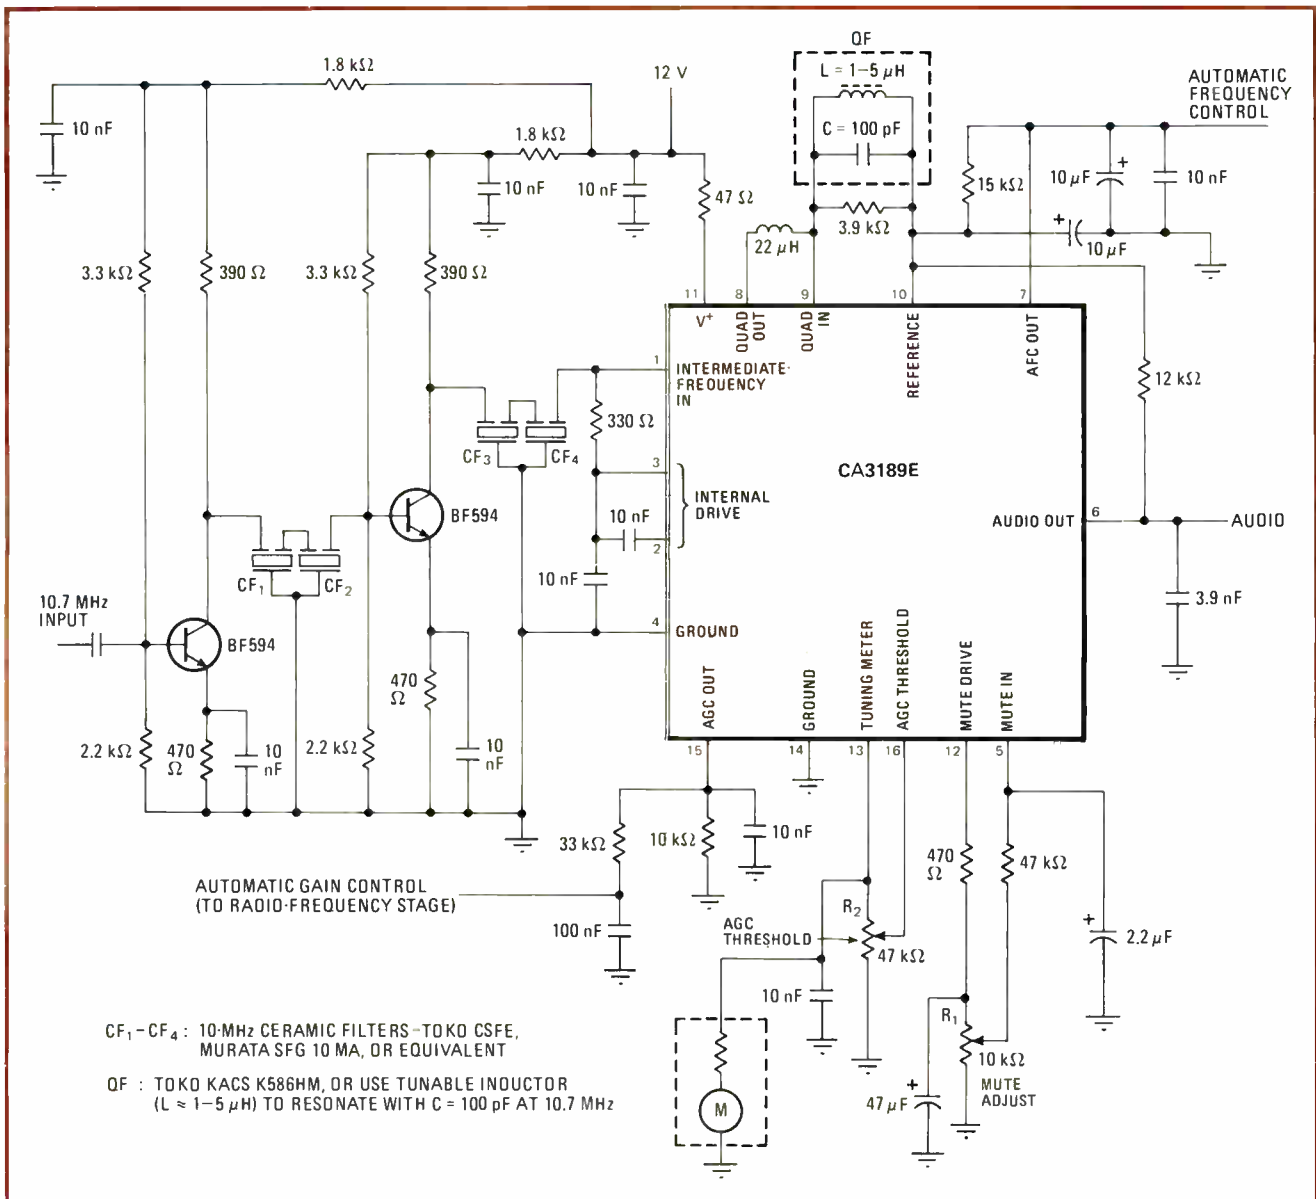 QF
1.8 kΩ
12 V
L = 1–5 µH
AUTOMATIC
FREQUENCY
CONTROL
10 nF
C = 100 pF
1.8 kΩ
10 nF
10 nF
47 Ω
15 kΩ
10 µF
+
10 nF
3.9 kΩ
22 µH
+
10 µF
3.3 kΩ
390 Ω
3.3 kΩ
390 Ω
11
8
9
10
7
V+
QUAD
OUT
QUAD
IN
REFERENCE
AFC OUT
1
INTERMEDIATE-
FREQUENCY
IN
12 kΩ
330 Ω
CF3
CF4
3
CA3189E
INTERNAL
DRIVE
BF594
10 nF
2
AUDIO OUT
6
AUDIO
CF1
CF2
10 nF
3.9 nF
10.7 MHz
INPUT
BF594
4
GROUND
470
Ω
AGC OUT
GROUND
TUNING METER
AGC THRESHOLD
MUTE DRIVE
MUTE IN
2.2 kΩ
470
Ω
10
nF
2.2 kΩ
10
nF
15
14
13
16
12
5
33 kΩ
10 kΩ
10 nF
470
Ω
47 kΩ
AUTOMATIC GAIN CONTROL
(TO RADIO-FREQUENCY STAGE)
100 nF
AGC
THRESHOLD
R2
47 kΩ
+
2.2 µF
10 nF
R1
10 kΩ
MUTE
ADJUST
+
47 µF
M
CF1–CF4 : 10-MHz CERAMIC FILTERS–TOKO CSFE,
MURATA SFG 10 MA, OR EQUIVALENT
QF : TOKO KACS K586HM, OR USE TUNABLE INDUCTOR
(L ≈ 1–5 µH) TO RESONATE WITH C = 100 pF AT 10.7 MHz